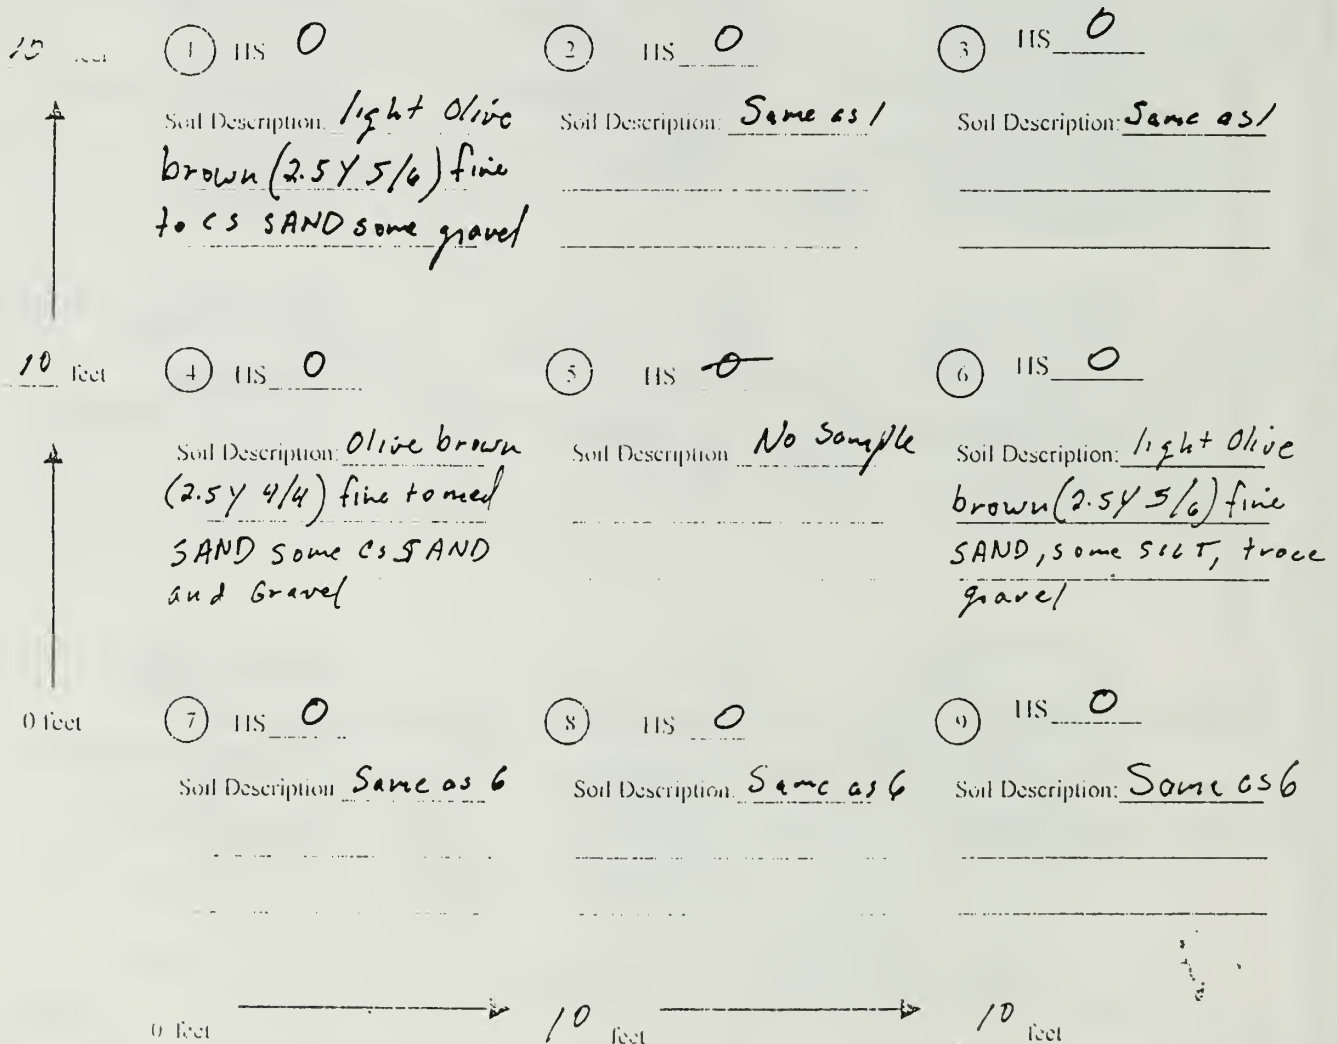 10 feet
1 HS 0
2 HS 0
3 HS 0
Soil Description: light Olive
brown (2.5 Y 5/6) fine
to cs SAND some gravel
Soil Description: Same as 1
Soil Description: Same as 1
10 feet
4 HS 0
5 HS 0
6 HS 0
Soil Description: Olive brown
(2.5 Y 4/4) fine to med
SAND some cs SAND
and Gravel
Soil Description No Sample
Soil Description: light Olive
brown (2.5Y 5/6) fine
SAND, some SILT, trace
gravel
0 feet
7 HS 0
8 HS 0
9 HS 0
Soil Description Same as 6
Soil Description. Same as 6
Soil Description: Same as 6
0 feet
10 feet
10 feet